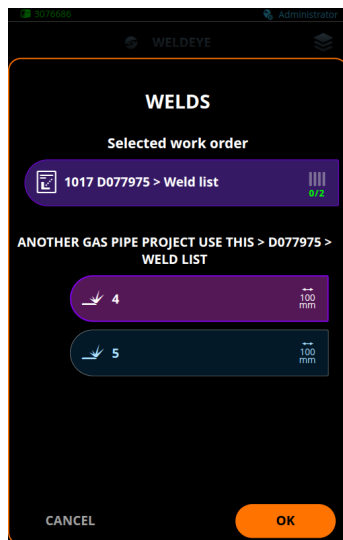 3076686
Administrator
WELDEYE
WELDS
Selected work order
1017 D077975 > Weld list
0/2
ANOTHER GAS PIPE PROJECT USE THIS > D077975 >
WELD LIST
4
100
mm
5
100
mm
CANCEL
OK